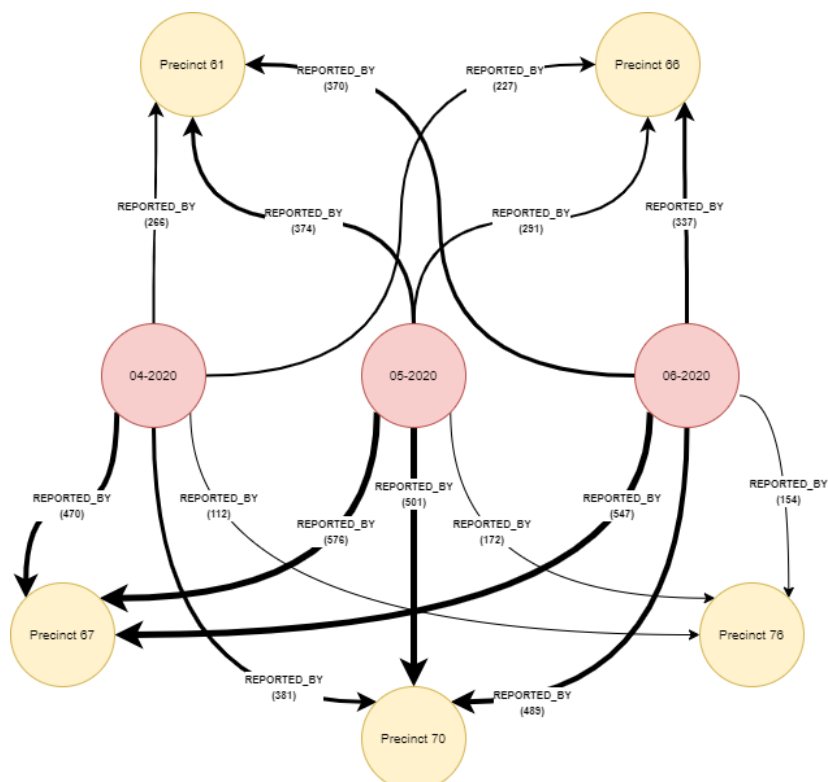 Precinct 61
Precinct 66
REPORTED_BY
(370)
REPORTED_BY
(227)
REPORTED_BY
(266)
REPORTED_BY
(374)
REPORTED_BY
(291)
REPORTED_BY
(337)
04-2020
05-2020
06-2020
REPORTED_BY
(470)
REPORTED_BY
(112)
REPORTED_BY
(576)
REPORTED_BY
(501)
REPORTED_BY
(172)
REPORTED_BY
(547)
REPORTED_BY
(154)
Precinct 67
Precinct 76
REPORTED_BY
(381)
REPORTED_BY
(489)
Precinct 70